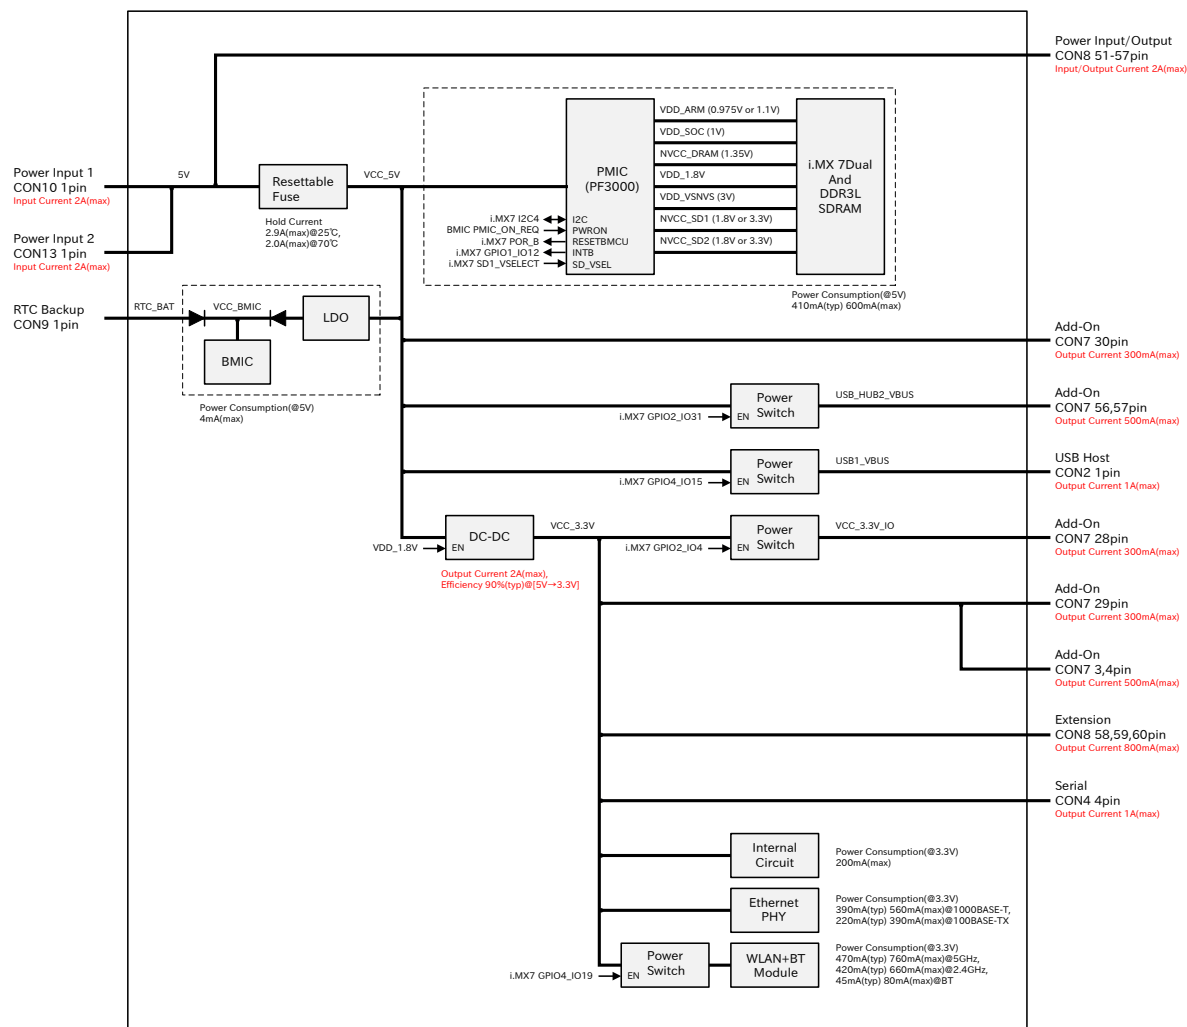 Power Input/Output
CON8 51-57pin
Input/Output Current 2A(max)
Power Input 1
CON10 1pin
Input Current 2A(max)
5V
Resettable
Fuse
VCC_5V
Hold Current
2.9A(max)@25℃,
2.0A(max)@70℃
Power Input 2
CON13 1pin
Input Current 2A(max)
PMIC
(PF3000)
VDD_ARM (0.975V or 1.1V)
VDD_SOC (1V)
NVCC_DRAM (1.35V)
VDD_1.8V
VDD_VSNVS (3V)
NVCC_SD1 (1.8V or 3.3V)
NVCC_SD2 (1.8V or 3.3V)
i.MX 7Dual
And
DDR3L
SDRAM
i.MX7 I2C4
I2C
BMIC PMIC_ON_REQ
PWRON
i.MX7 POR_B
RESETBMCU
i.MX7 GPIO1_IO12
INTB
i.MX7 SD1_VSELECT
SD_VSEL
Power Consumption(@5V)
410mA(typ) 600mA(max)
RTC Backup
CON9 1pin
RTC_BAT
VCC_BMIC
LDO
BMIC
Power Consumption(@5V)
4mA(max)
Add-On
CON7 30pin
Output Current 300mA(max)
i.MX7 GPIO2_IO31
EN
Power
Switch
USB_HUB2_VBUS
Add-On
CON7 56,57pin
Output Current 500mA(max)
i.MX7 GPIO4_IO15
EN
Power
Switch
USB1_VBUS
USB Host
CON2 1pin
Output Current 1A(max)
VDD_1.8V
EN
DC-DC
VCC_3.3V
Output Current 2A(max),
Efficiency 90%(typ)@[5V→3.3V]
i.MX7 GPIO2_IO4
EN
Power
Switch
VCC_3.3V_IO
Add-On
CON7 28pin
Output Current 300mA(max)
Add-On
CON7 29pin
Output Current 300mA(max)
Add-On
CON7 3,4pin
Output Current 500mA(max)
Extension
CON8 58,59,60pin
Output Current 800mA(max)
Serial
CON4 4pin
Output Current 1A(max)
Internal
Circuit
Power Consumption(@3.3V)
200mA(max)
Ethernet
PHY
Power Consumption(@3.3V)
390mA(typ) 560mA(max)@1000BASE-T,
220mA(typ) 390mA(max)@100BASE-TX
i.MX7 GPIO4_IO19
EN
Power
Switch
WLAN+BT
Module
Power Consumption(@3.3V)
470mA(typ) 760mA(max)@5GHz,
420mA(typ) 660mA(max)@2.4GHz,
45mA(typ) 80mA(max)@BT